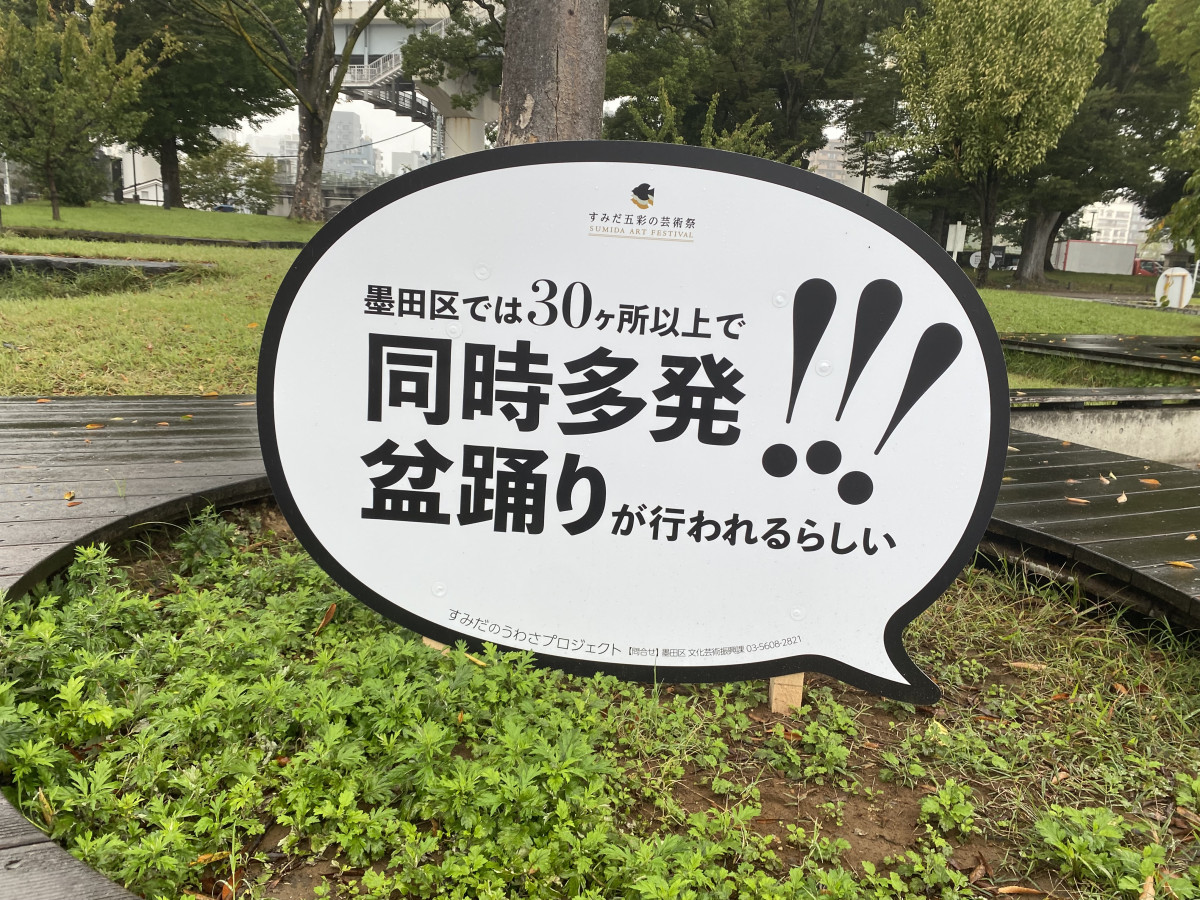 すみだ五彩の芸術祭
SUMIDA ART FESTIVAL
墨田区では30ヶ所以上で
同時多発
盆踊りが行われるらしい
!!!
すみだのうわさプロジェクト【問合せ】墨田区 文化芸術振興課 03-5608-2821